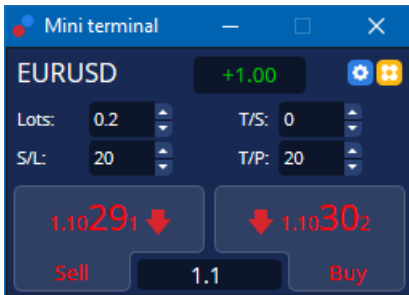 Mini terminal
EURUSD +1.00
Lots: 0.2 T/S: 0
S/L: 20 T/P: 20
1.10291 1.10302
Sell 1.1 Buy